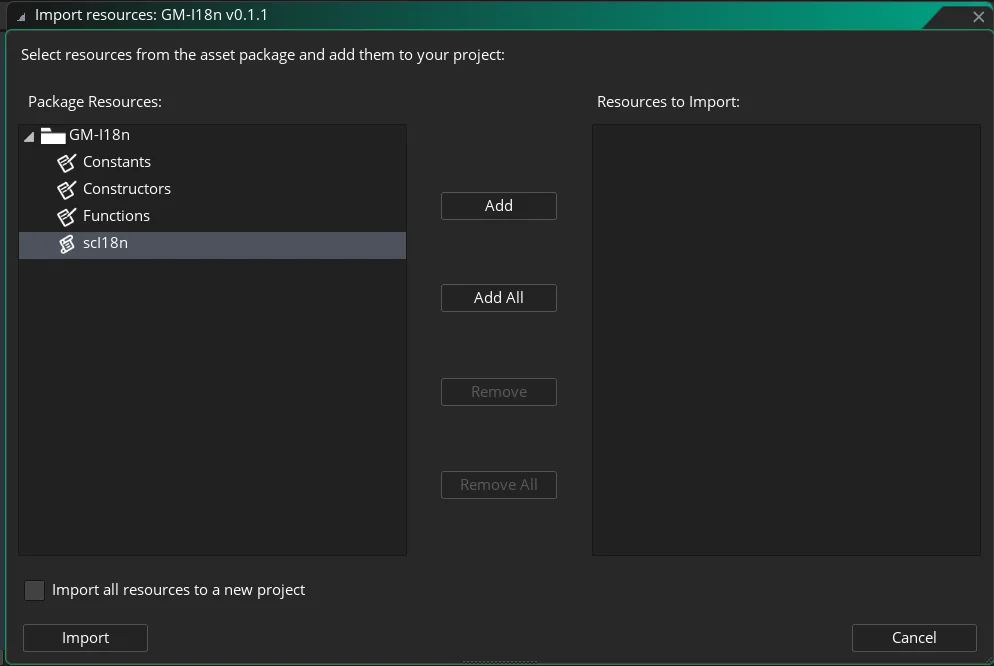 Import resources: GM-I18n v0.1.1
Select resources from the asset package and add them to your project:
Package Resources:
Resources to Import:
GM-I18n
Constants
Constructors
Functions
scI18n
Add
Add All
Remove
Remove All
Import all resources to a new project
Import
Cancel